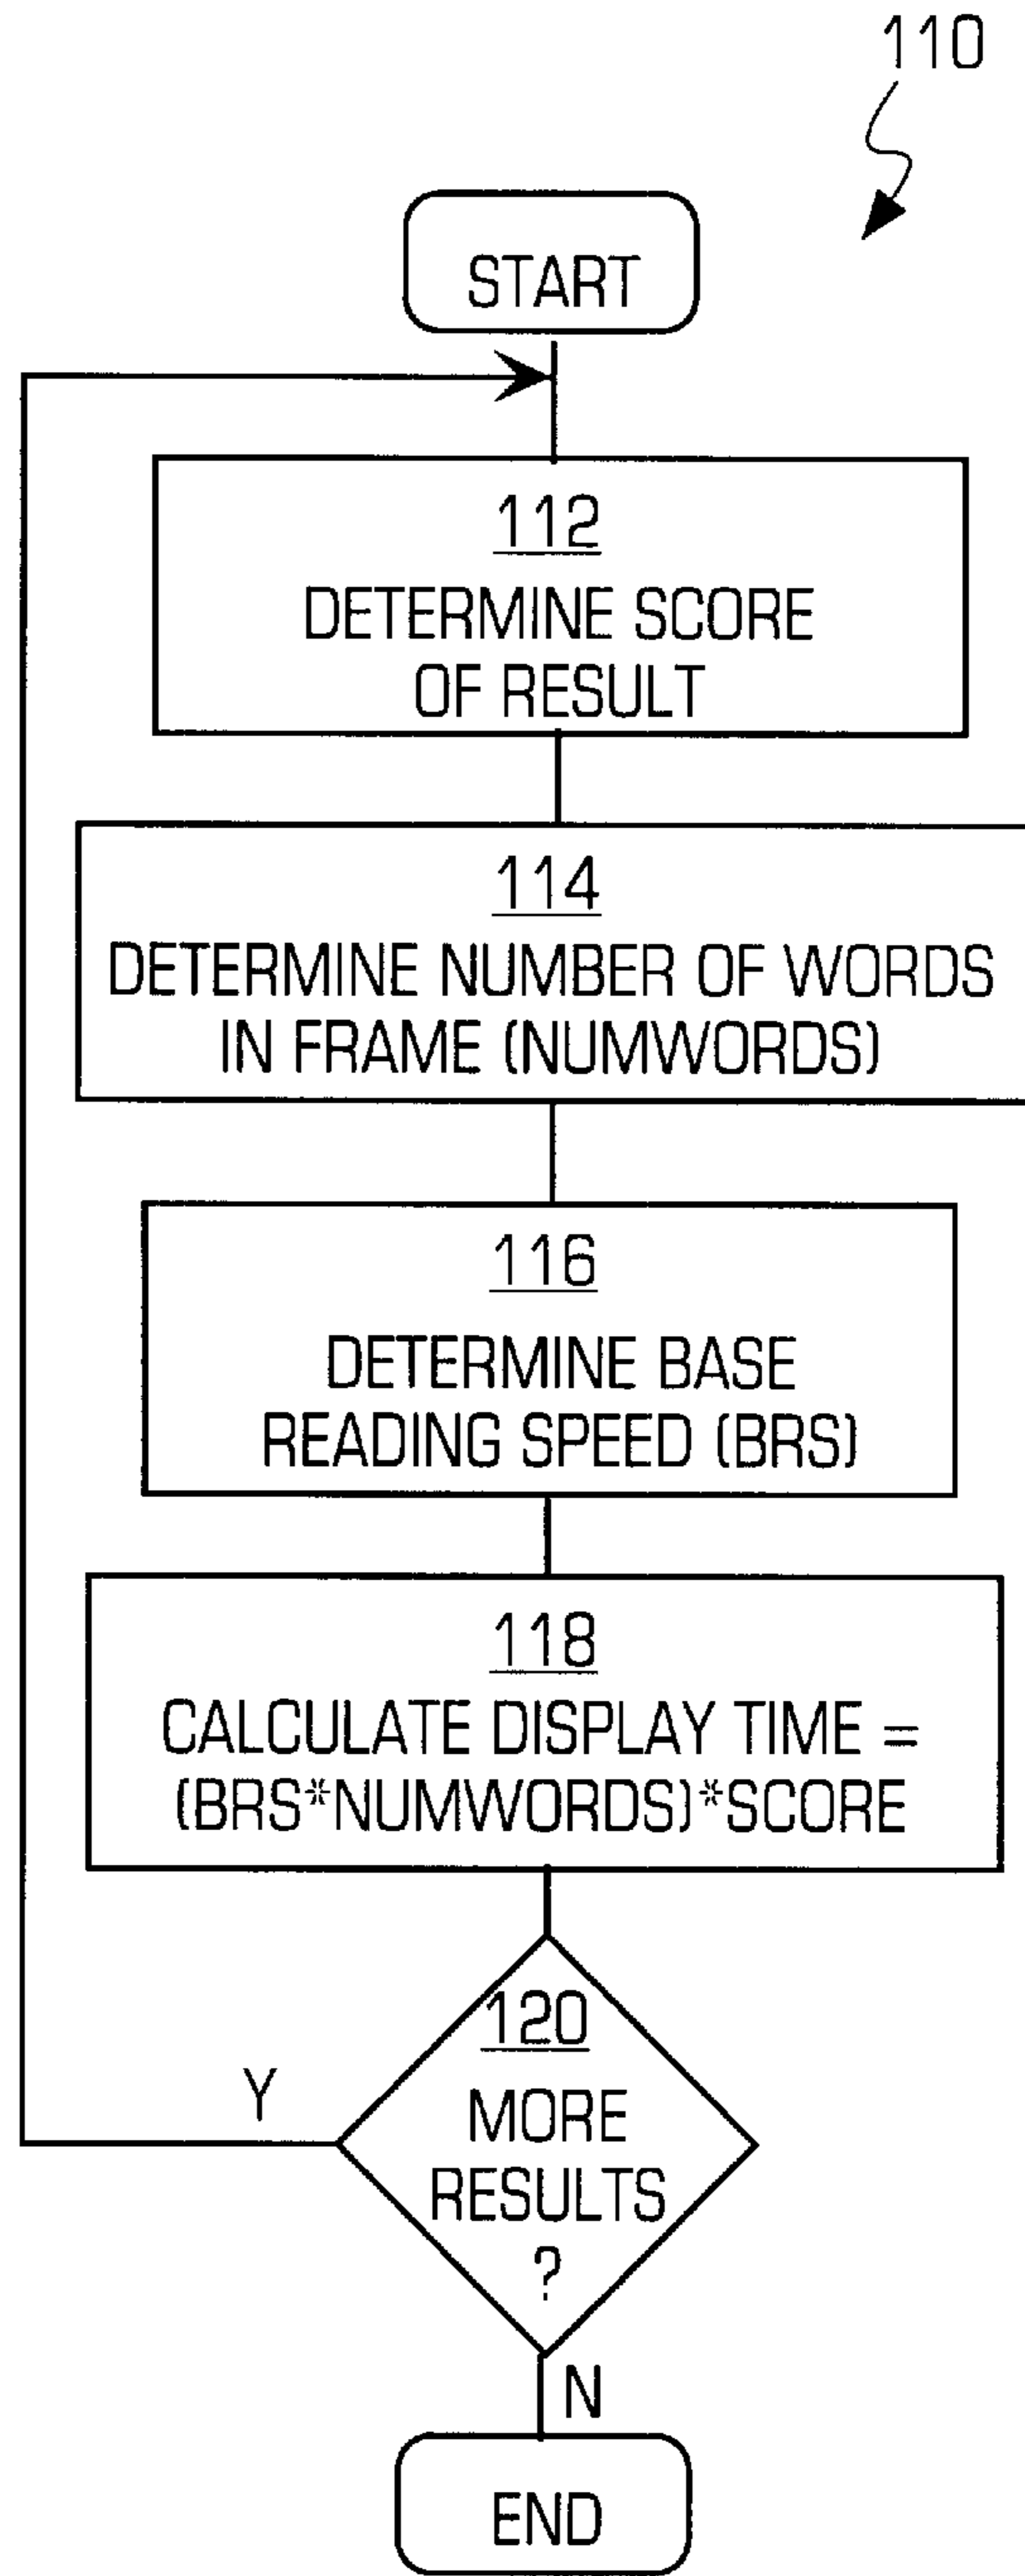 110
START
112
DETERMINE SCORE
OF RESULT
114
DETERMINE NUMBER OF WORDS
IN FRAME (NUMWORDS)
116
DETERMINE BASE
READING SPEED (BRS)
118
CALCULATE DISPLAY TIME =
(BRS*NUMWORDS)*SCORE
120
MORE
RESULTS
?
Y
N
END